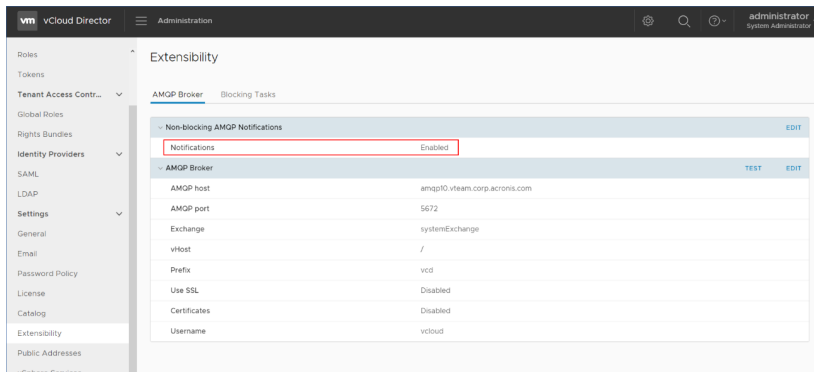 vm vCloud Director Administration administrator
System Administrator
Roles
Tokens
Tenant Access Contr...
Global Roles
Rights Bundles
Identity Providers
SAML
LDAP
Settings
General
Email
Password Policy
License
Catalog
Extensibility
Public Addresses
Extensibility
AMQP Broker Blocking Tasks
Non-blocking AMQP Notifications EDIT
Notifications Enabled
AMQP Broker TEST EDIT
AMQP host amqp10.vteam.corp.acronis.com
AMQP port 5672
Exchange systemExchange
vHost /
Prefix vcd
Use SSL Disabled
Certificates Disabled
Username vcloud